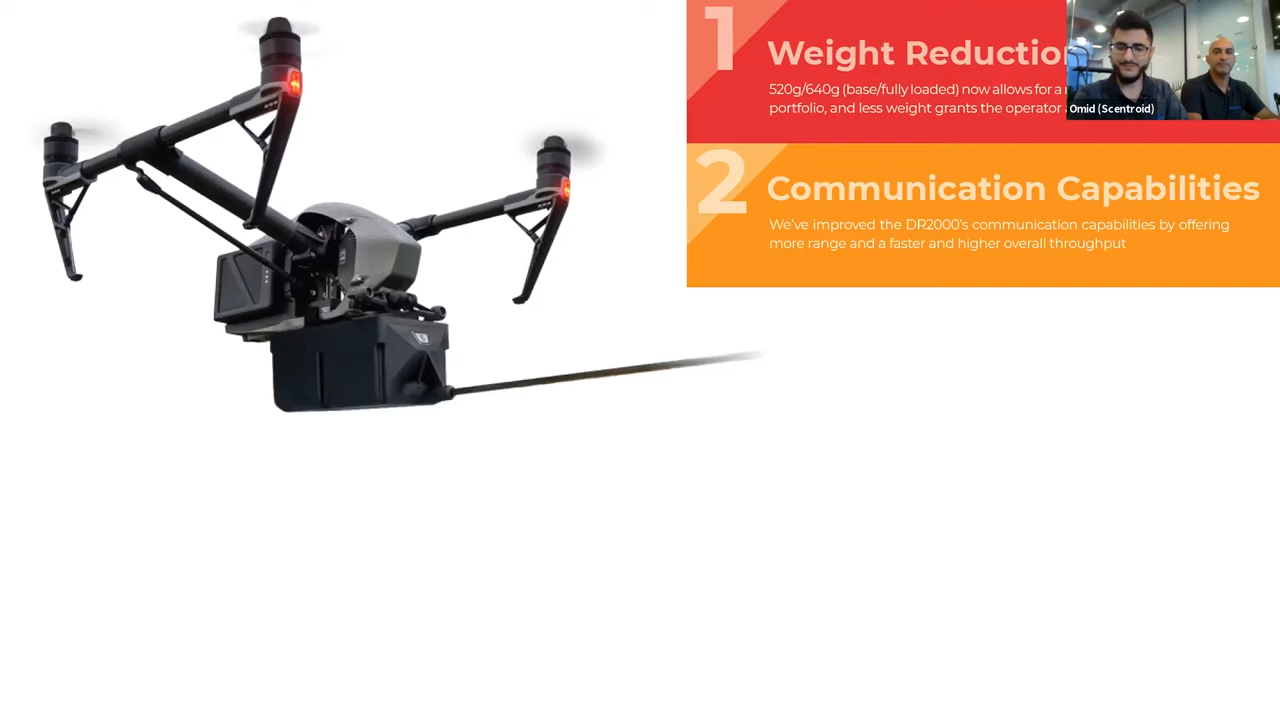 1
Weight Reductio
520g/640g (base/fully loaded) now allows for a
portfolio, and less weight grants the operator
Omid (Scentroid)
2
Communication Capabilities
We've improved the DR2000's communication capabilities by offering
more range and a faster and higher overall throughput